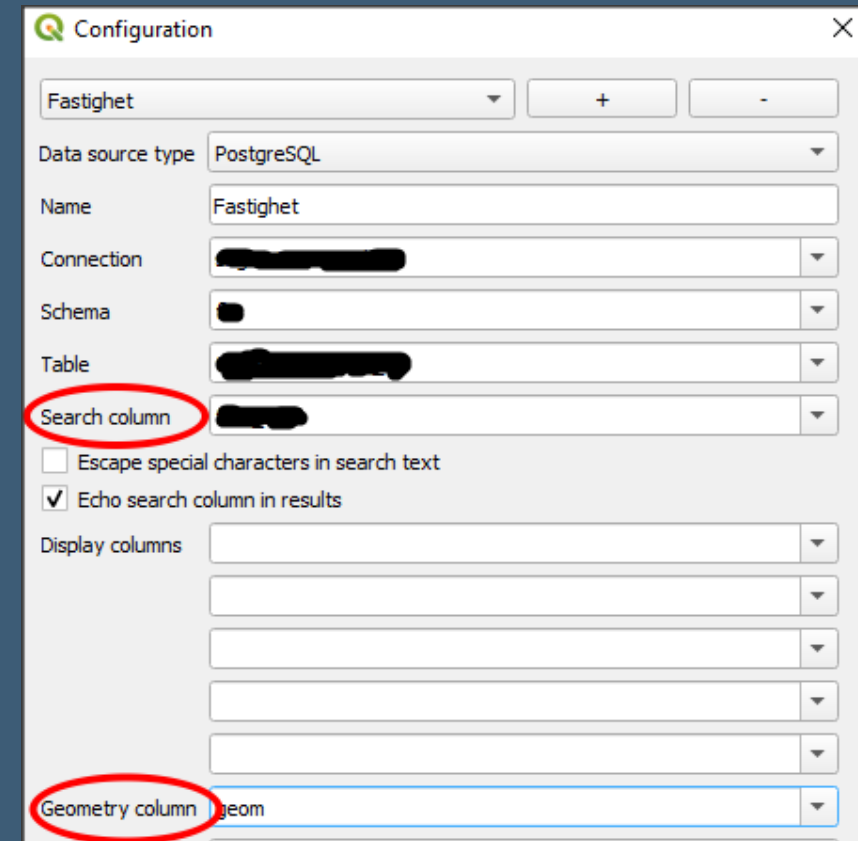 Configuration
Fastighet + -
Data source type PostgreSQL
Name Fastighet
Connection
Schema
Table
Search column
Escape special characters in search text
Echo search column in results
Display columns
Geometry column geom